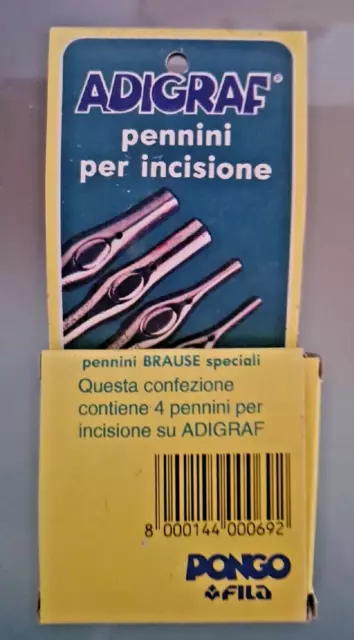 ADIGRAF®
pennini
per incisione
pennini BRAUSE speciali
Questa confezione
contiene 4 pennini per
incisione su ADIGRAF
8 000144 000692
PONGO
FILA